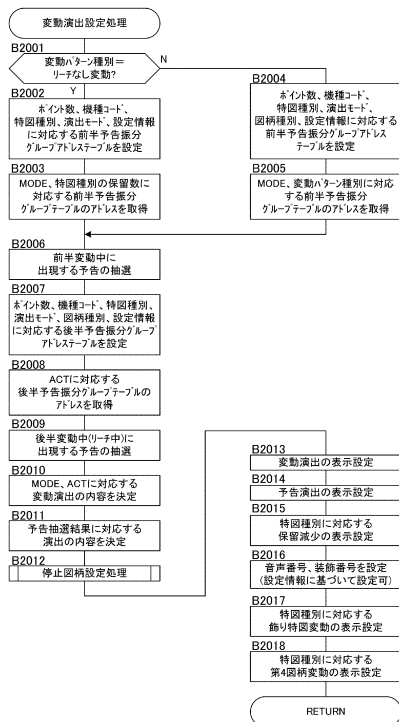 変動演出設定処理
B2001
変動パターン種別＝
リーチなし変動?
N
Y
B2002
ポイント数、機種コード、
特図種別、演出モード、設定情報
に対応する前半予告振分
グループアドレステーブルを設定
B2003
MODE、特図種別の保留数に
対応する前半予告振分
グループテーブルのアドレスを取得
B2004
ポイント数、機種コード、
特図種別、演出モード、
図柄種別、設定情報に対応する
前半予告振分グループアドレス
テーブルを設定
B2005
MODE、変動パターン種別に対応
する前半予告振分
グループテーブルのアドレスを取得
B2006
前半変動中に
出現する予告の抽選
B2007
ポイント数、機種コード、特図種別、
演出モード、図柄種別、設定情報
に対応する後半予告振分グループ
アドレステーブルを設定
B2008
ACTに対応する
後半予告振分グループテーブルの
アドレスを取得
B2009
後半変動中(リーチ中)に
出現する予告の抽選
B2010
MODE、ACTに対応する
変動演出の内容を決定
B2011
予告抽選結果に対応する
演出の内容を決定
B2012
停止図柄設定処理
B2013
変動演出の表示設定
B2014
予告演出の表示設定
B2015
特図種別に対応する
保留減少の表示設定
B2016
音声番号、装飾番号を設定
(設定情報に基づいて設定可)
B2017
特図種別に対応する
飾り特図変動の表示設定
B2018
特図種別に対応する
第4図柄変動の表示設定
RETURN